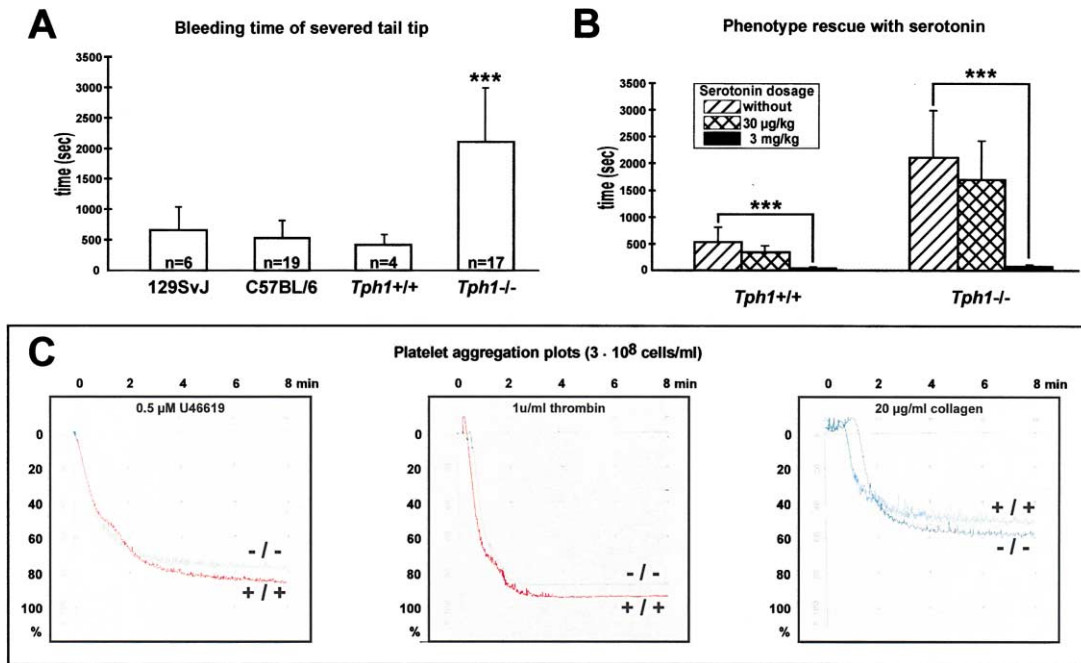 A
Bleeding time of severed tail tip
time (sec)
3500
3000
2500
2000
1500
1000
500
0
***
n=6
n=19
n=4
n=17
129SvJ
C57BL/6
Tph1+/+
Tph1-/-
B
Phenotype rescue with serotonin
time (sec)
3500
3000
2500
2000
1500
1000
500
0
Serotonin dosage
without
30 µg/kg
3 mg/kg
***
***
Tph1+/+
Tph1-/-
C
Platelet aggregation plots (3 · 10⁸ cells/ml)
0 2 4 6 8 min
0.5 µM U46619
0
20
40
60
80
100
%
- / -
+ / +
0 2 4 6 8 min
1u/ml thrombin
0
20
40
60
80
100
%
- / -
+ / +
0 2 4 6 8 min
20 µg/ml collagen
0
20
40
60
80
100
%
+ / +
- / -